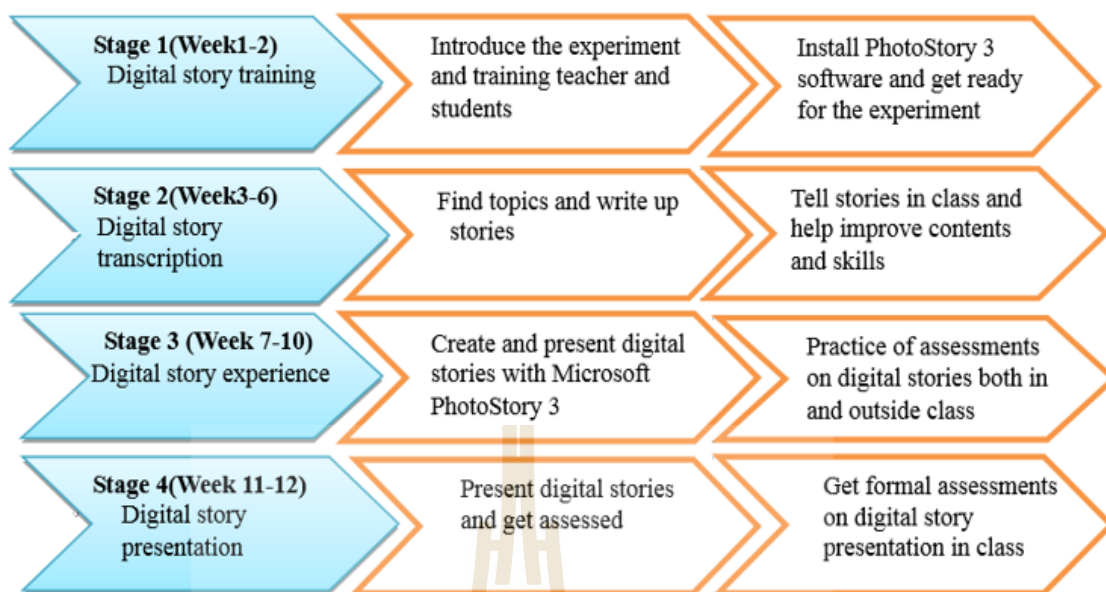 Stage 1(Week1-2)
Digital story training
Introduce the experiment
and training teacher and
students
Install PhotoStory 3
software and get ready
for the experiment
Stage 2(Week3-6)
Digital story
transcription
Find topics and write up
stories
Tell stories in class and
help improve contents
and skills
Stage 3 (Week 7-10)
Digital story experience
Create and present digital
stories with Microsoft
PhotoStory 3
Practice of assessments
on digital stories both in
and outside class
Stage 4(Week 11-12)
Digital story
presentation
Present digital stories
and get assessed
Get formal assessments
on digital story
presentation in class